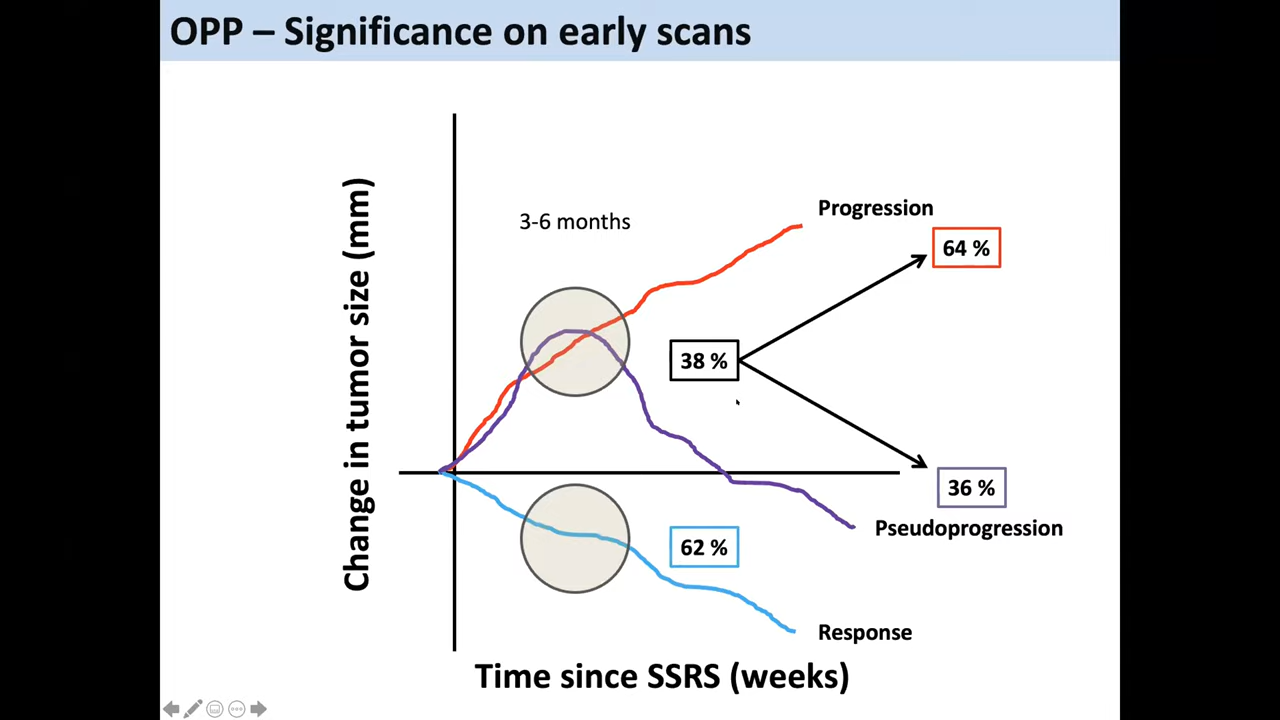 OPP – Significance on early scans
Change in tumor size (mm)
3-6 months
Progression
64 %
38 %
36 %
Pseudoprogression
62 %
Response
Time since SSRS (weeks)